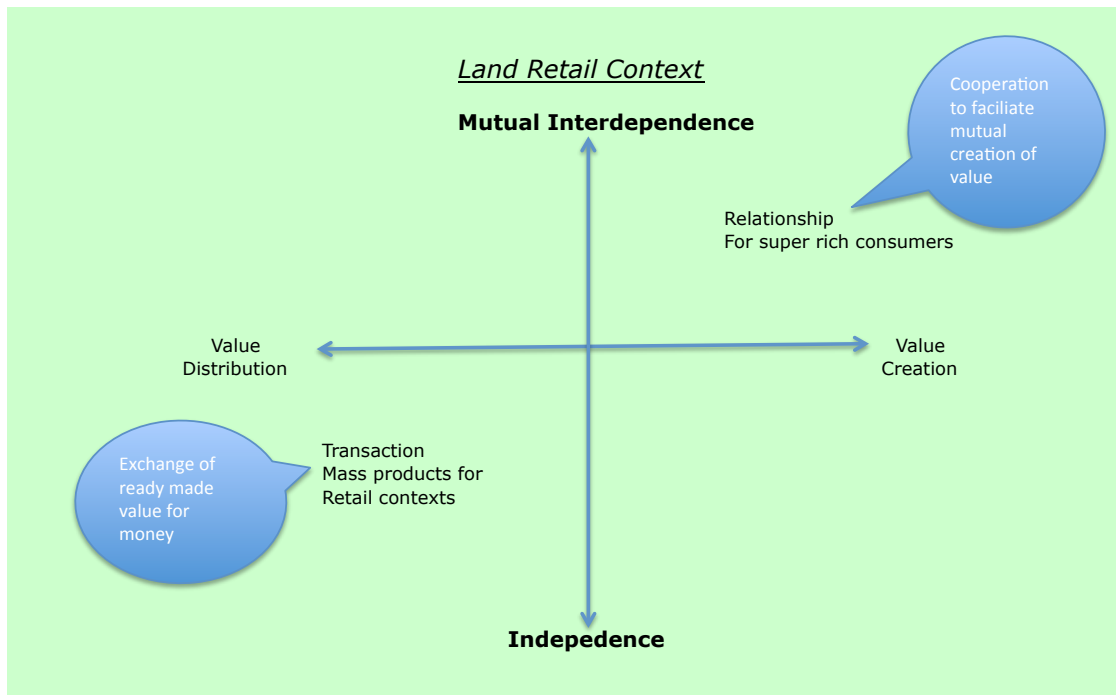 Land Retail Context
Mutual Interdependence
Cooperation
to faciliate
mutual
creation of
value
Relationship
For super rich consumers
Value
Distribution
Value
Creation
Exchange of
ready made
value for
money
Transaction
Mass products for
Retail contexts
Indepedence